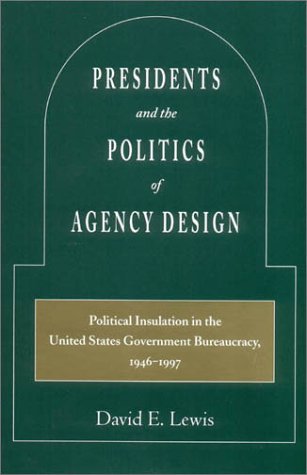 PRESIDENTS
and the
POLITICS
of
AGENCY DESIGN
Political Insulation in the
United States Government Bureaucracy,
1946–1997
David E. Lewis